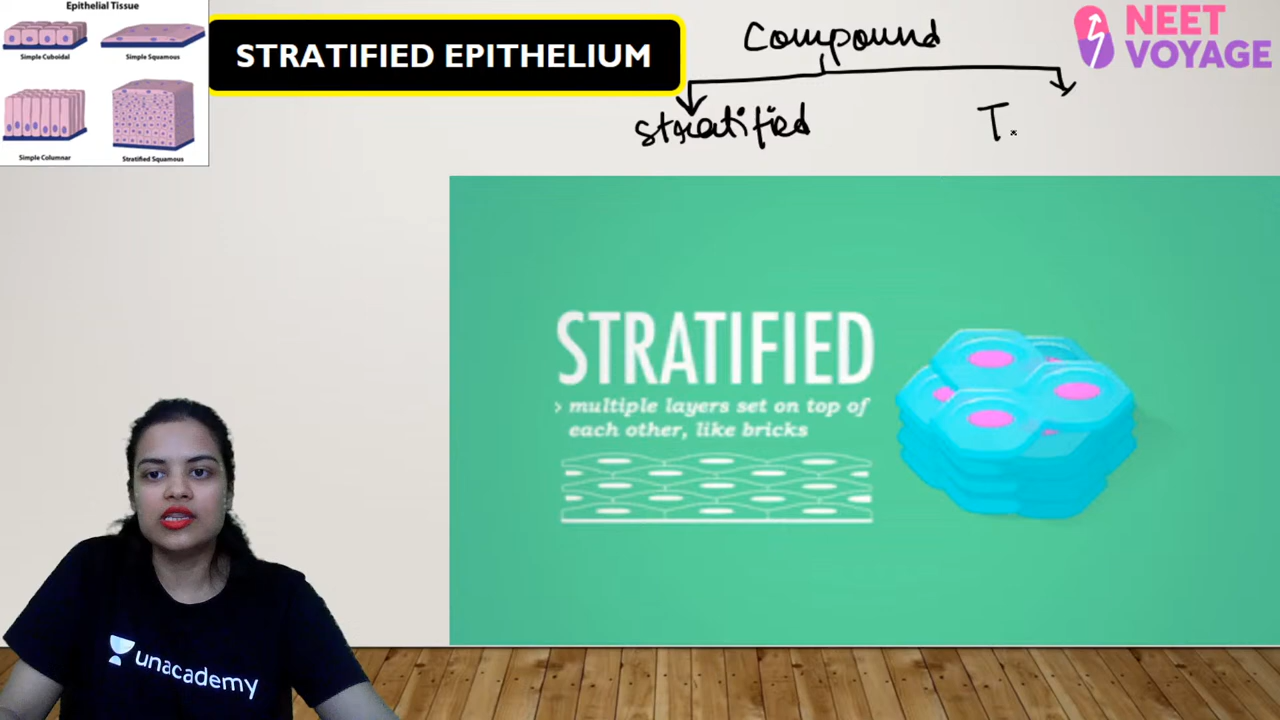 Epithelial Tissue
Simple Cuboidal
Simple Squamous
Simple Columnar
Stratified Squamous
STRATIFIED EPITHELIUM
Compound
stratified
T
NEET
VOYAGE
STRATIFIED
› multiple layers set on top of
each other, like bricks
unacademy